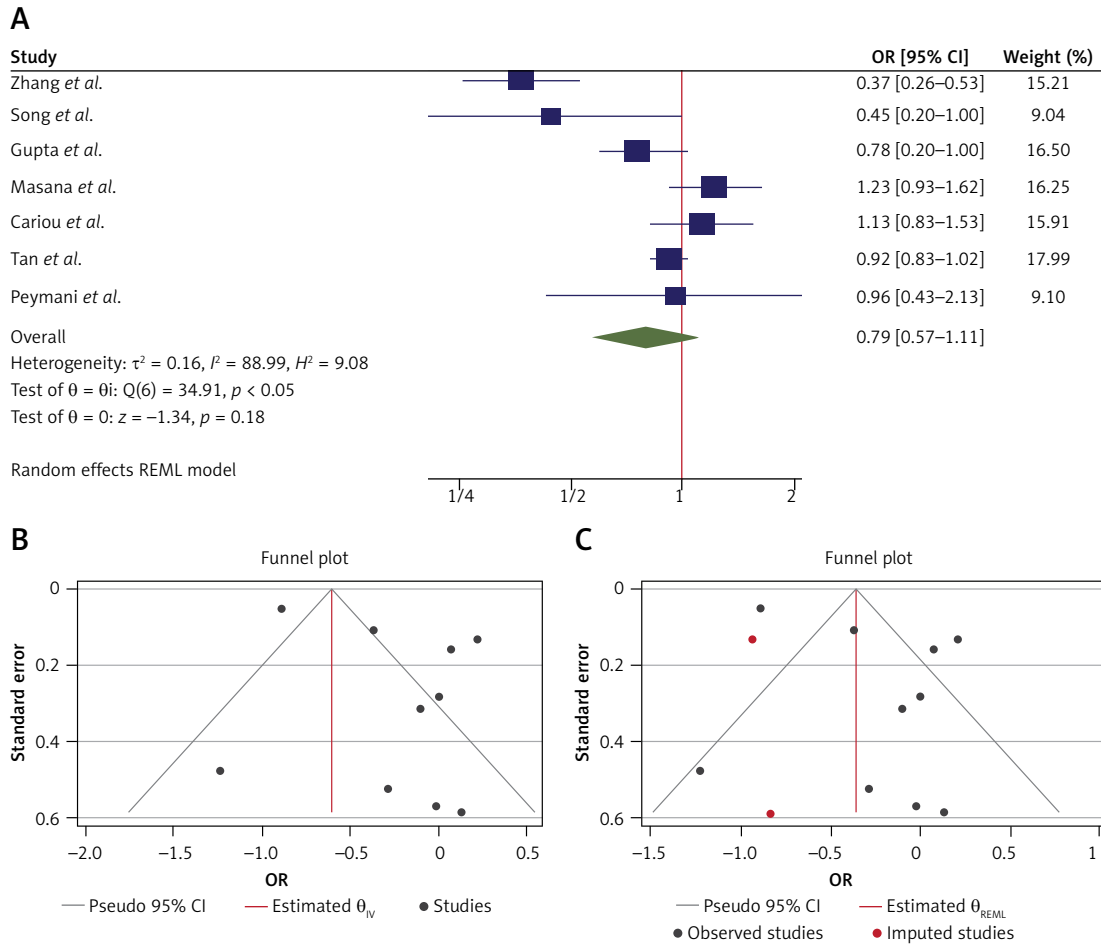 A
Study OR [95% CI] Weight (%)
Zhang et al. 0.37 [0.26–0.53] 15.21
Song et al. 0.45 [0.20–1.00] 9.04
Gupta et al. 0.78 [0.20–1.00] 16.50
Masana et al. 1.23 [0.93–1.62] 16.25
Cariou et al. 1.13 [0.83–1.53] 15.91
Tan et al. 0.92 [0.83–1.02] 17.99
Peymani et al. 0.96 [0.43–2.13] 9.10
Overall 0.79 [0.57–1.11]
Heterogeneity: τ² = 0.16, I² = 88.99, H² = 9.08
Test of θ = θi: Q(6) = 34.91, p < 0.05
Test of θ = 0: z = –1.34, p = 0.18
Random effects REML model
1/4 1/2 1 2
B
Funnel plot
Standard error
0
0.2
0.4
0.6
–2.0 –1.5 –1.0 –0.5 0 0.5
OR
Pseudo 95% CI Estimated θIV Studies
C
Funnel plot
Standard error
0
0.2
0.4
0.6
–1.5 –1.0 –0.5 0 0.5 1
OR
Pseudo 95% CI Estimated θREML
Observed studies Imputed studies